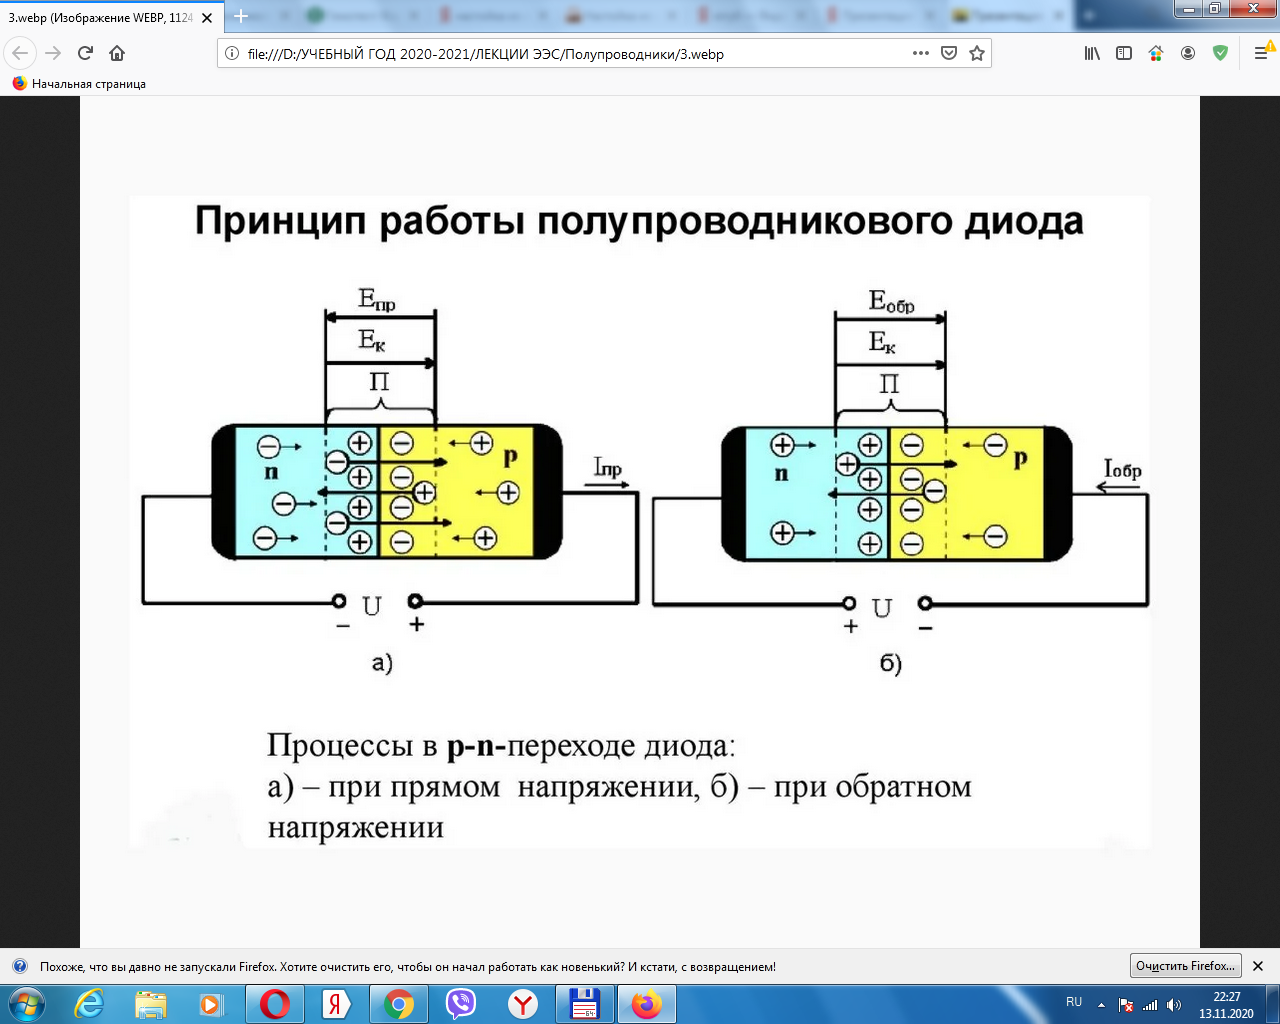 3.webp (Изображение WEBP, 1124
file:///D:/УЧЕБНЫЙ ГОД 2020-2021/ЛЕКЦИИ ЭЭС/Полупроводники/3.webp
Начальная страница
Принцип работы полупроводникового диода
Eпр
Eк
П
n
p
Iпр
U
− +
а)
Eобр
Eк
П
n
p
Iобр
U
+ −
б)
Процессы в p-n-переходе диода:
а) – при прямом напряжении, б) – при обратном
напряжении
Похоже, что вы давно не запускали Firefox. Хотите очистить его, чтобы он начал работать как новенький? И кстати, с возвращением!
Очистить Firefox...
RU
22:27
13.11.2020